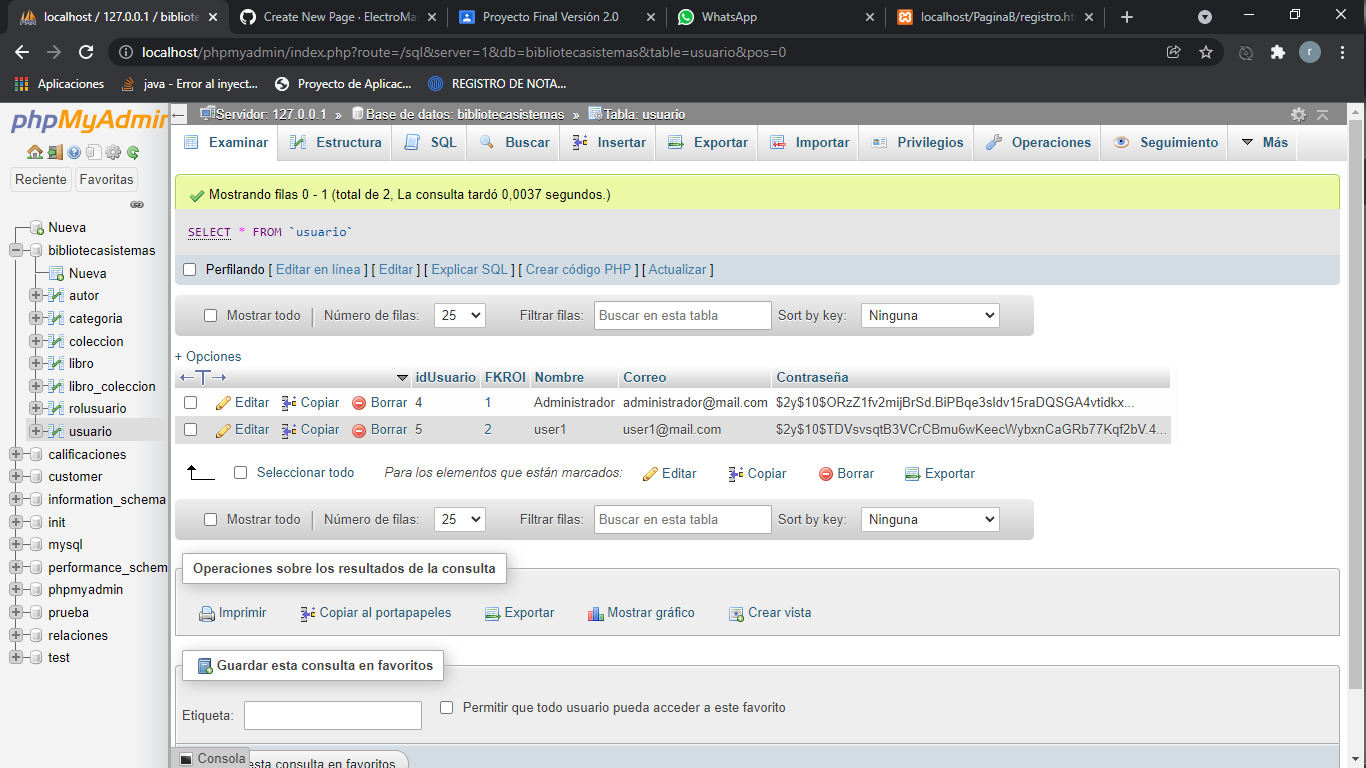 localhost / 127.0.0.1 / bibliote
Create New Page · ElectroMa
Proyecto Final Versión 2.0
WhatsApp
localhost/PaginaB/registro.ht
localhost/phpmyadmin/index.php?route=/sql&server=1&db=bibliotecasistemas&table=usuario&pos=0
r
Aplicaciones
java - Error al inyect...
Proyecto de Aplicac...
REGISTRO DE NOTA...
phpMyAdmin
Reciente
Favoritas
Nueva
bibliotecasistemas
Nueva
autor
categoria
coleccion
libro
libro_coleccion
rolusuario
usuario
calificaciones
customer
information_schema
init
mysql
performance_schem
phpmyadmin
prueba
relaciones
test
Servidor: 127.0.0.1 » Base de datos: bibliotecasistemas » Tabla: usuario
Examinar Estructura SQL Buscar Insertar Exportar Importar Privilegios Operaciones Seguimiento Más
Mostrando filas 0 - 1 (total de 2, La consulta tardó 0,0037 segundos.)
SELECT * FROM `usuario`
Perfilando [ Editar en línea ] [ Editar ] [ Explicar SQL ] [ Crear código PHP ] [ Actualizar ]
Mostrar todo Número de filas: 25 Filtrar filas: Buscar en esta tabla Sort by key: Ninguna
+ Opciones
←T→ idUsuario FKROl Nombre Correo Contraseña
Editar Copiar Borrar 4 1 Administrador administrador@mail.com $2y$10$ORzZ1fv2mijBrSd.BiPBqe3sIdv15raDQSGA4vtidkx...
Editar Copiar Borrar 5 2 user1 user1@mail.com $2y$10$TDVsvsqtB3VCrCBmu6wKeecWybxnCaGRb77Kqf2bV.4...
Seleccionar todo Para los elementos que están marcados: Editar Copiar Borrar Exportar
Mostrar todo Número de filas: 25 Filtrar filas: Buscar en esta tabla Sort by key: Ninguna
Operaciones sobre los resultados de la consulta
Imprimir Copiar al portapapeles Exportar Mostrar gráfico Crear vista
Guardar esta consulta en favoritos
Etiqueta: Permitir que todo usuario pueda acceder a este favorito
Consola
esta consulta en favoritos